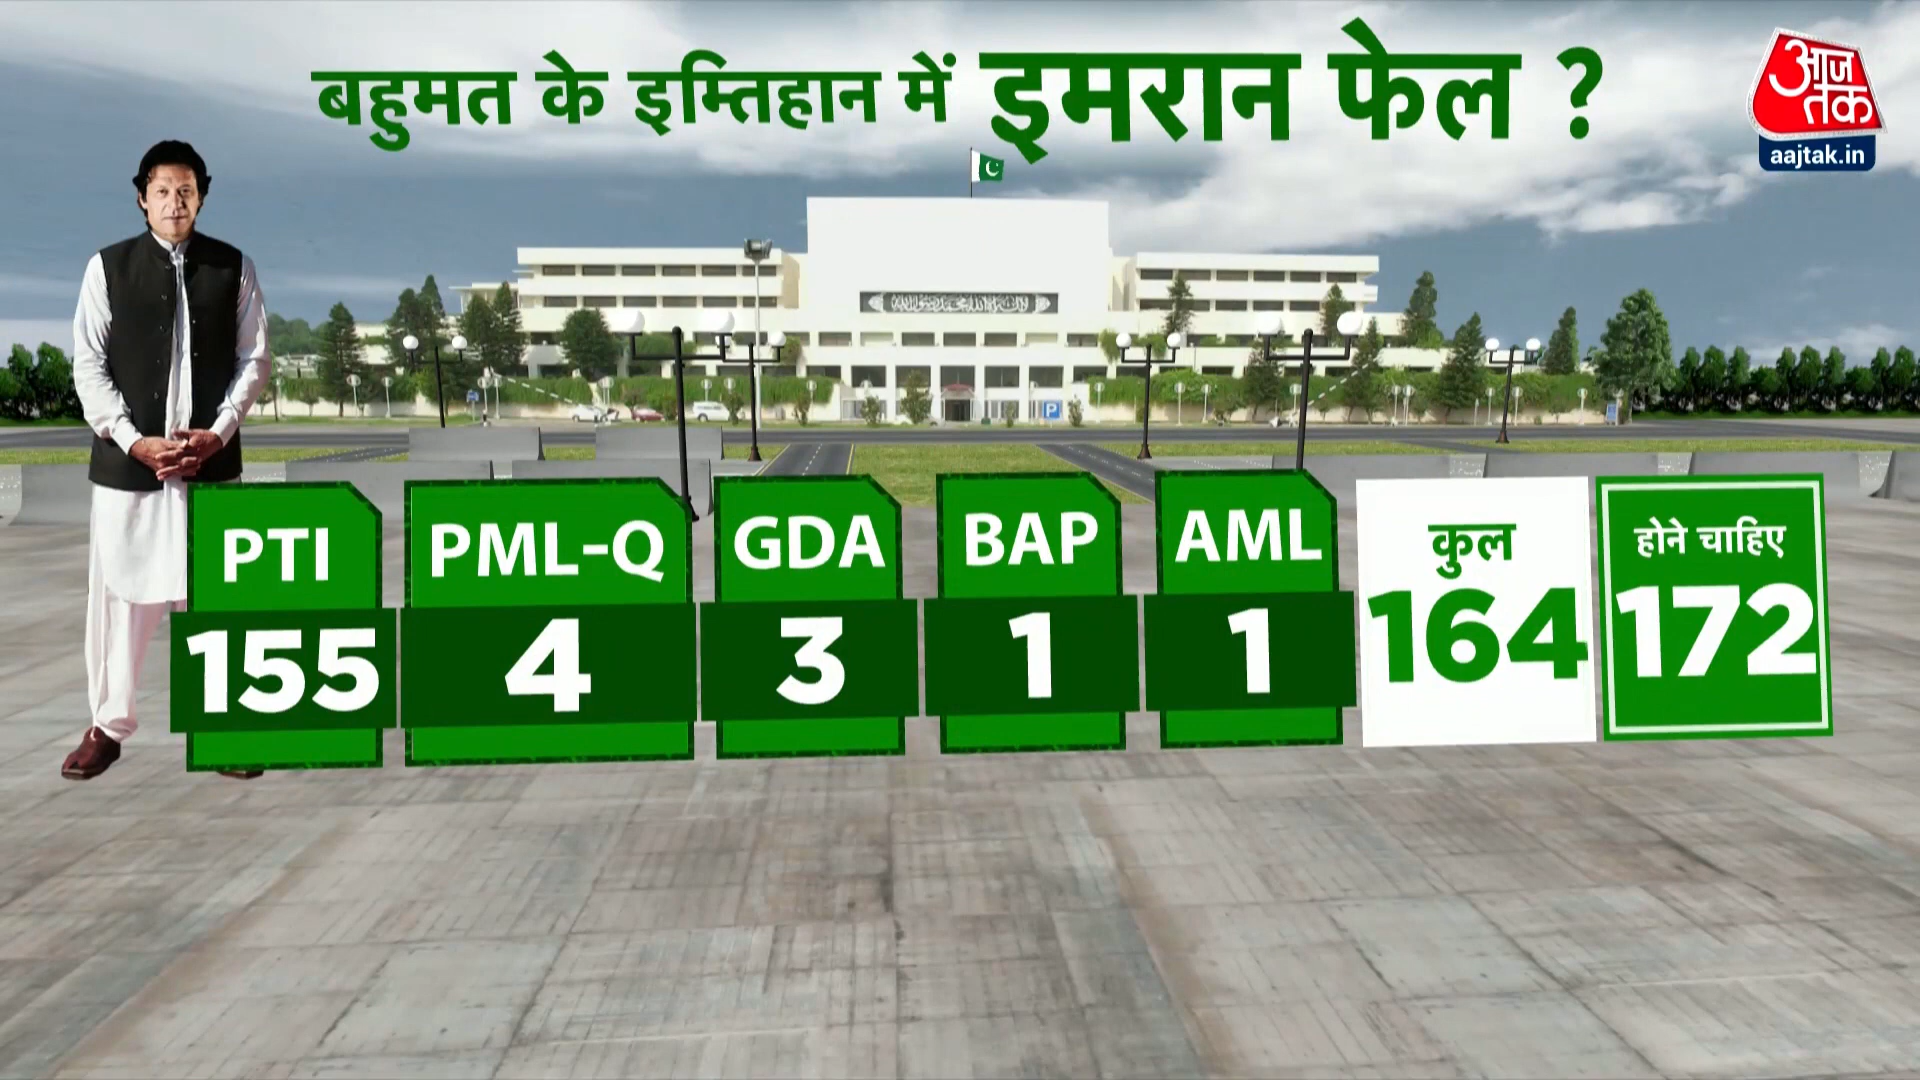 बहुमत के इम्तिहान में इमरान फेल ?
आज
तक
aajtak.in
P
PTI
PML-Q
GDA
BAP
AML
कुल
होने चाहिए
155
4
3
1
1
164
172